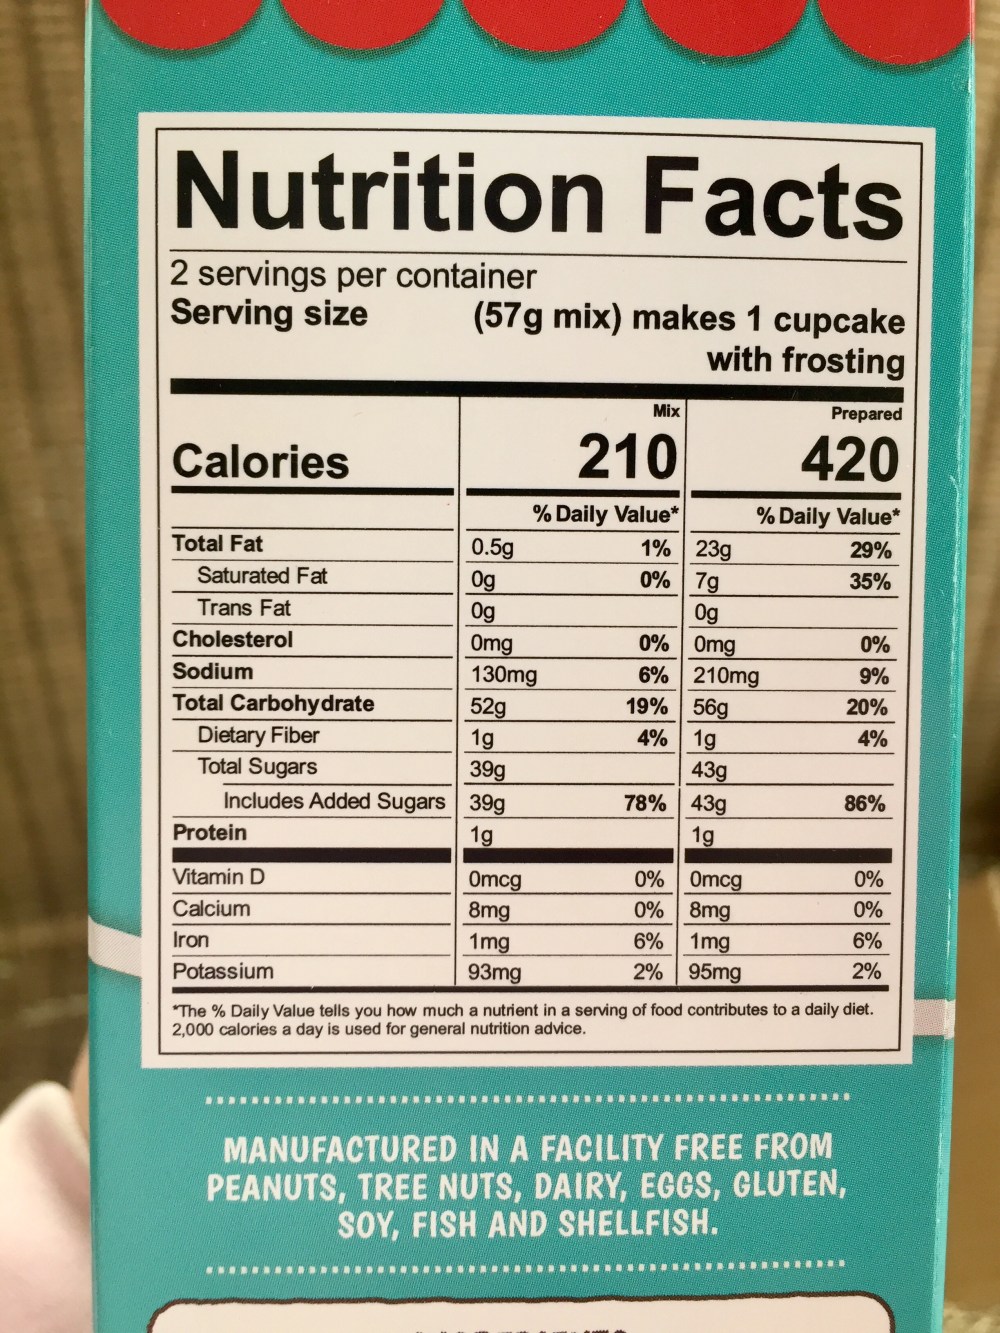 Nutrition Facts
2 servings per container
Serving size (57g mix) makes 1 cupcake
with frosting
Mix Prepared
Calories 210 420
% Daily Value* % Daily Value*
Total Fat 0.5g 1% 23g 29%
Saturated Fat 0g 0% 7g 35%
Trans Fat 0g 0g
Cholesterol 0mg 0% 0mg 0%
Sodium 130mg 6% 210mg 9%
Total Carbohydrate 52g 19% 56g 20%
Dietary Fiber 1g 4% 1g 4%
Total Sugars 39g 43g
Includes Added Sugars 39g 78% 43g 86%
Protein 1g 1g
Vitamin D 0mcg 0% 0mcg 0%
Calcium 8mg 0% 8mg 0%
Iron 1mg 6% 1mg 6%
Potassium 93mg 2% 95mg 2%
*The % Daily Value tells you how much a nutrient in a serving of food contributes to a daily diet.
2,000 calories a day is used for general nutrition advice.
MANUFACTURED IN A FACILITY FREE FROM
PEANUTS, TREE NUTS, DAIRY, EGGS, GLUTEN,
SOY, FISH AND SHELLFISH.